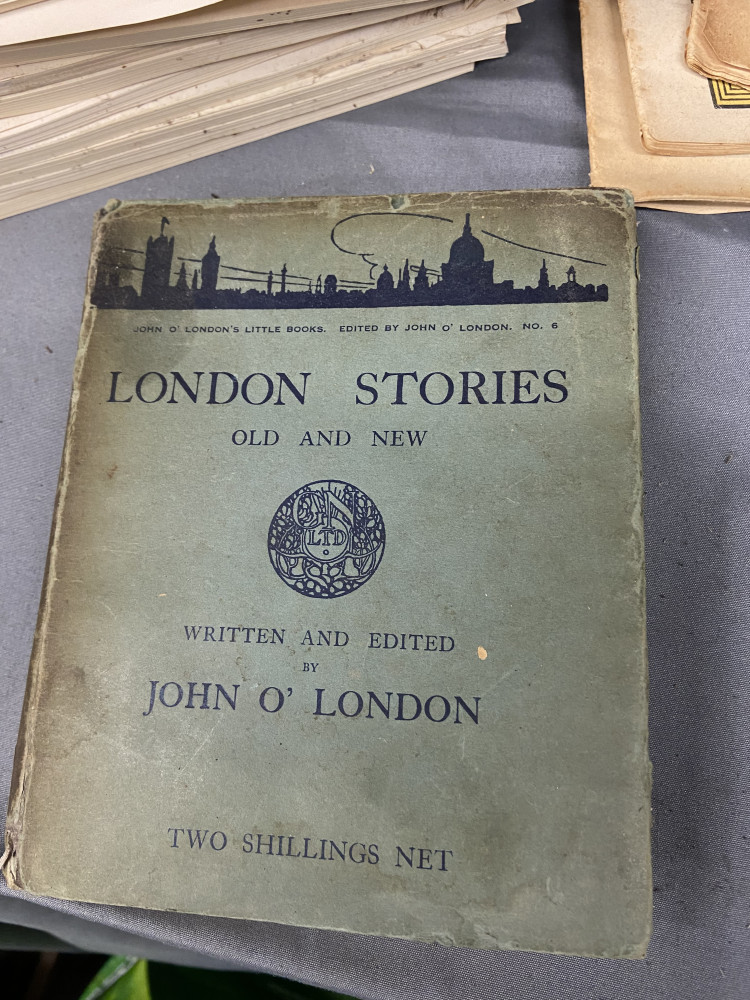 JOHN O' LONDON'S LITTLE BOOKS. EDITED BY JOHN O' LONDON. NO. 6
LONDON STORIES
OLD AND NEW
GN
LTD
WRITTEN AND EDITED
BY
JOHN O' LONDON
TWO SHILLINGS NET